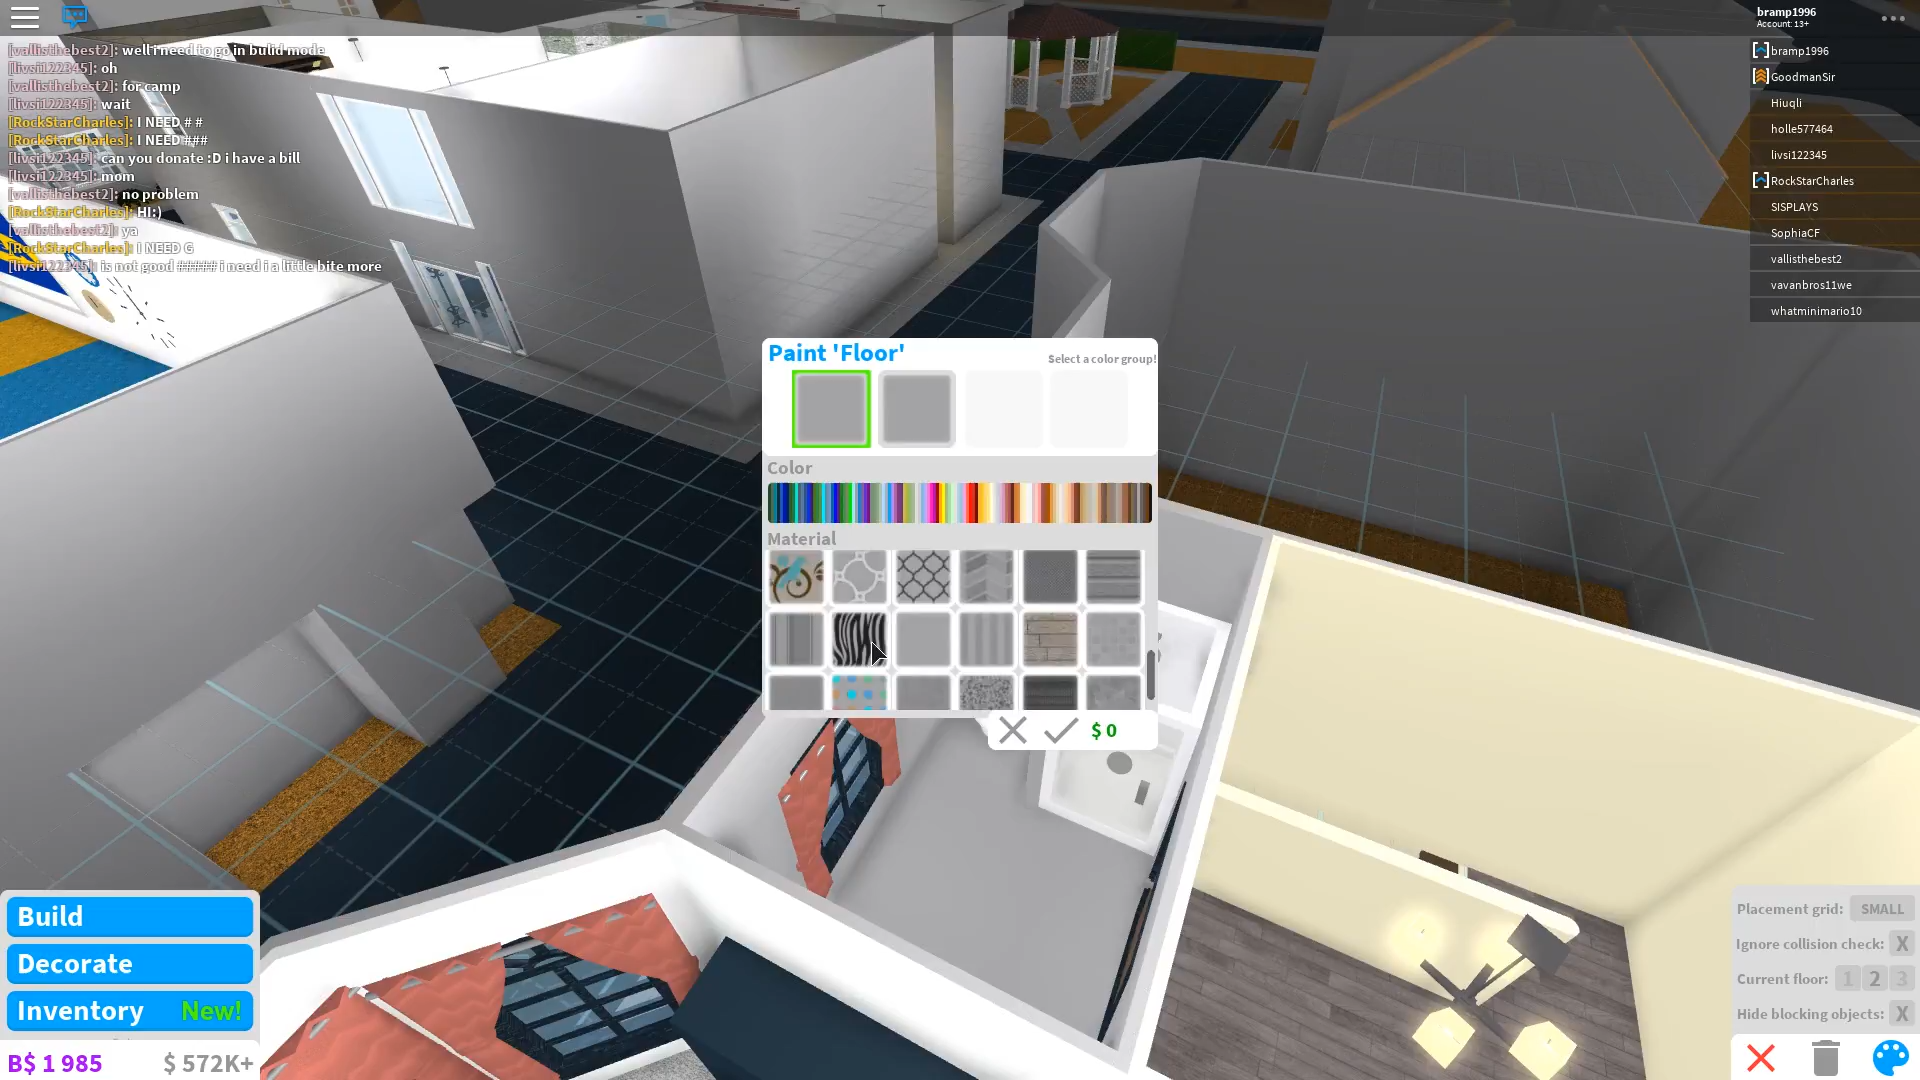 bramp1996
Account: 13+
[vallisthebest2]: well i need to go in bulid mode
[livsi122345]: oh
[vallisthebest2]: for camp
[livsi122345]: wait
[RockStarCharles]: I NEED # #
[RockStarCharles]: I NEED ###
[livsi122345]: can you donate :D i have a bill
[livsi122345]: mom
[vallisthebest2]: no problem
[RockStarCharles]: HI:)
[vallisthebest2]: ya
[RockStarCharles]: I NEED G
[livsi122345]: is not good ##### i need i a little bite more
bramp1996
GoodmanSir
Hiuqli
holle577464
livsi122345
RockStarCharles
SISPLAYS
SophiaCF
vallisthebest2
vavanbros11we
whatminimario10
Paint 'Floor'
Select a color group!
Color
Material
$ 0
Build
Decorate
Inventory New!
B$ 1 985 $ 572K+
Placement grid: SMALL
Ignore collision check: X
Current floor: 1 2 3
Hide blocking objects: X